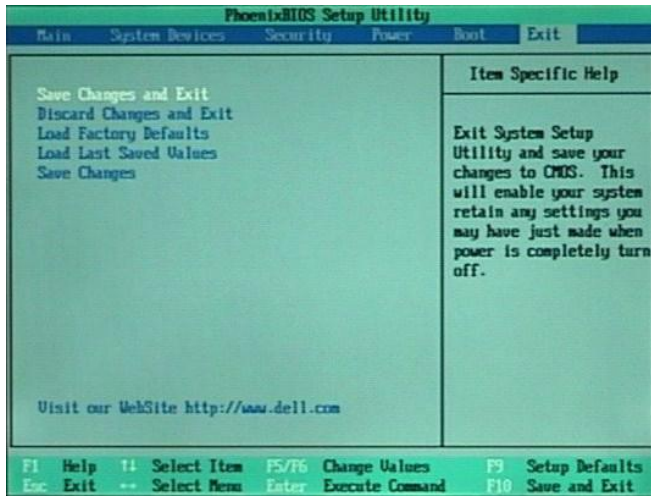 PhoenixBIOS Setup Utility
Main System Devices Security Power Boot Exit
Save Changes and Exit
Discard Changes and Exit
Load Factory Defaults
Load Last Saved Values
Save Changes
Visit our WebSite http://www.dell.com
Item Specific Help
Exit System Setup
Utility and save your
changes to CMOS. This
will enable your system
retain any settings you
may have just made when
power is completely turn
off.
F1 Help ↑↓ Select Item F5/F6 Change Values F9 Setup Defaults
Esc Exit ↔ Select Menu Enter Execute Command F10 Save and Exit